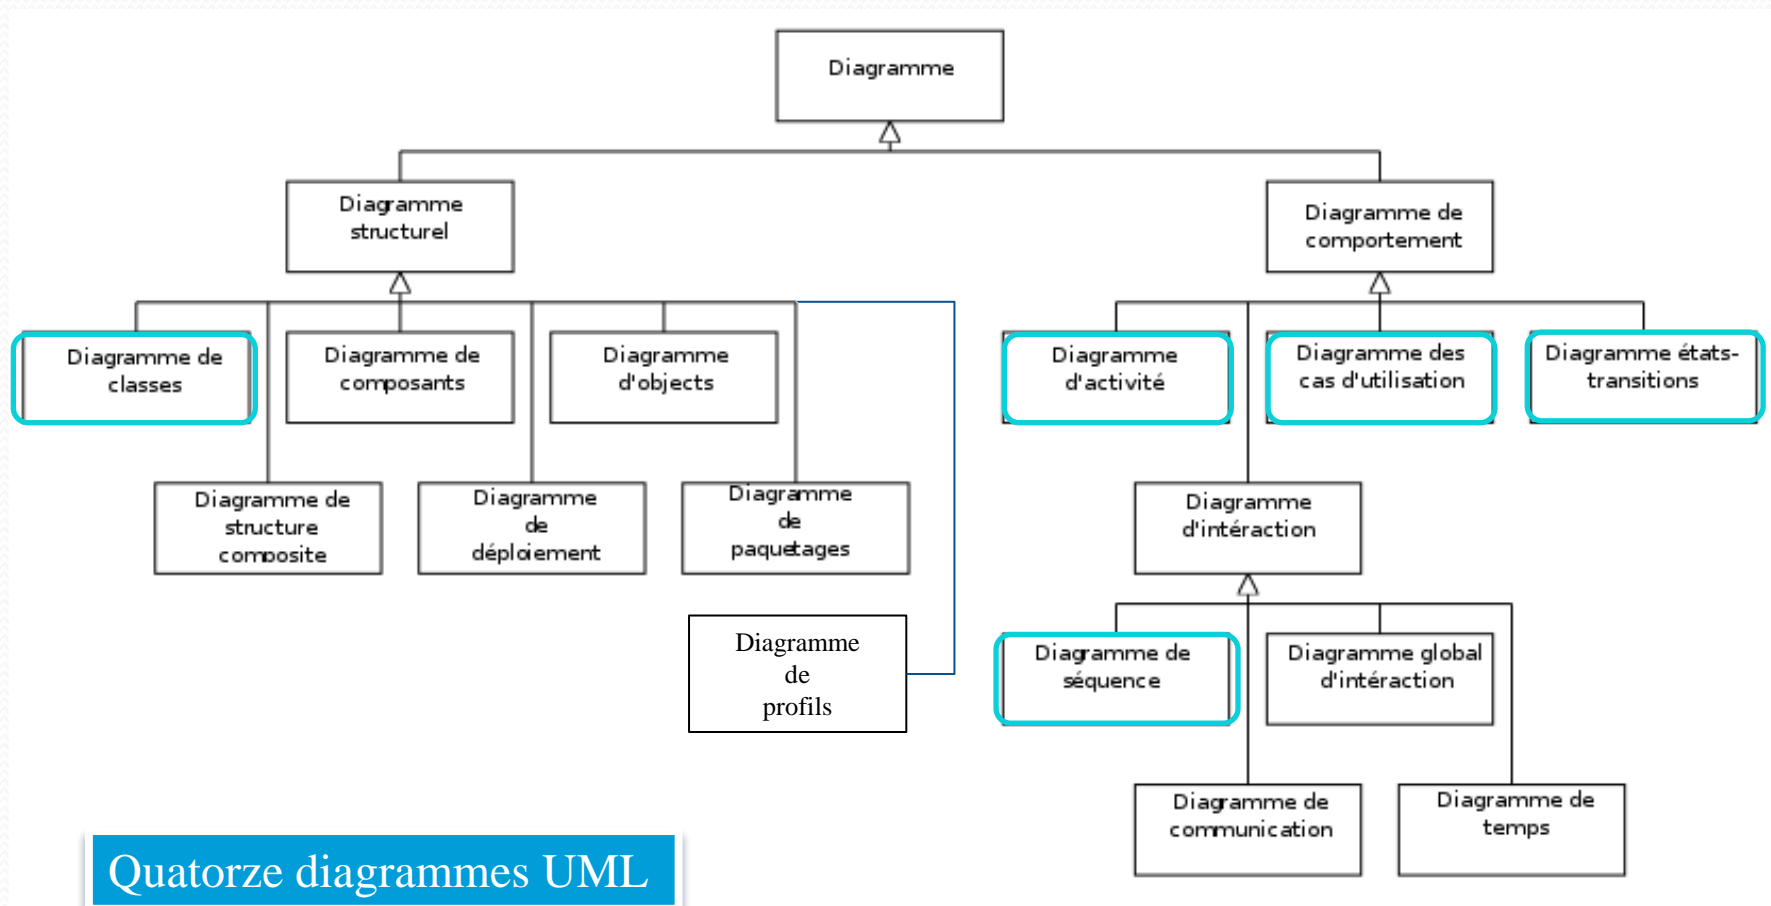 Diagramme
Diagramme
structurel
Diagramme de
comportement
Diagramme de
classes
Diagramme de
composants
Diagramme
d'objects
Diagramme
d'activité
Diagramme des
cas d'utilisation
Diagramme états-
transitions
Diagramme de
structure
composite
Diagramme
de
déploiement
Diagramme
de
paquetages
Diagramme
d'intéraction
Diagramme
de
profils
Diagramme de
séquence
Diagramme global
d'intéraction
Diagramme de
communication
Diagramme de
temps
Quatorze diagrammes UML